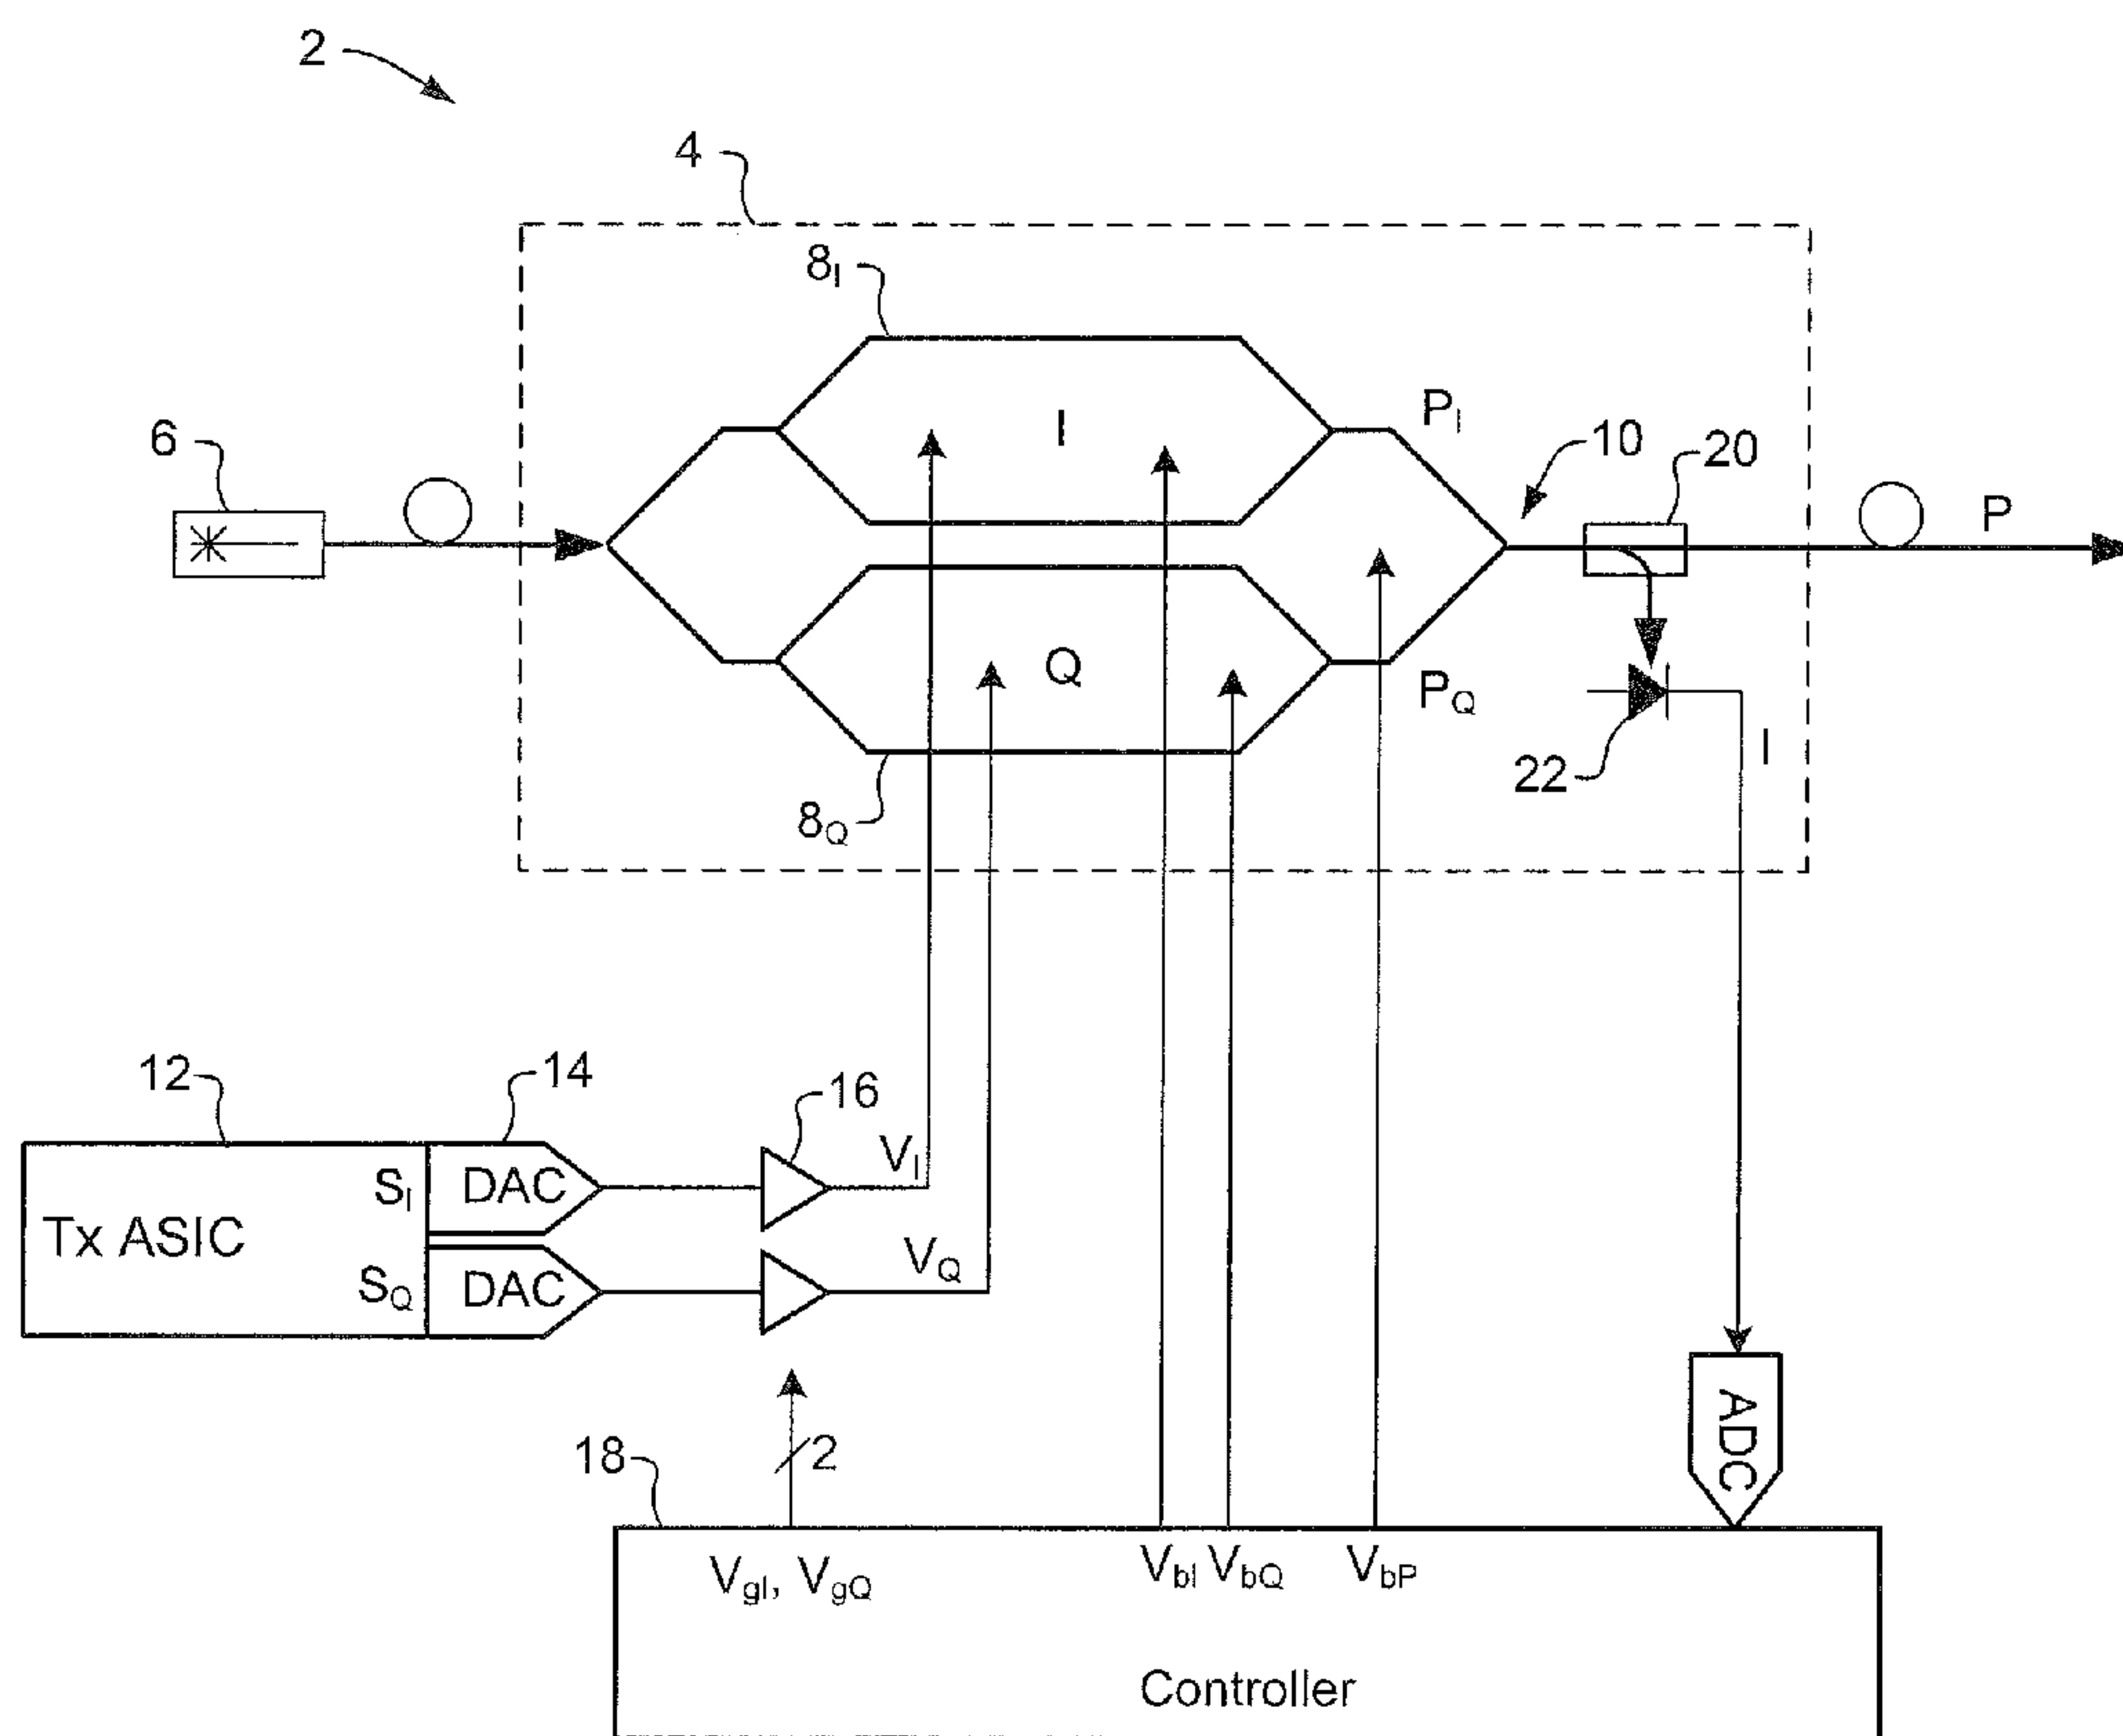 2
4
8I
I
PI
10
20
6
P
Q
PQ
22
I
8Q
12
14
16
SI
DAC
VI
Tx ASIC
SQ
DAC
VQ
18
2
ADC
VgI, VgQ
VbI VbQ
VbP
Controller